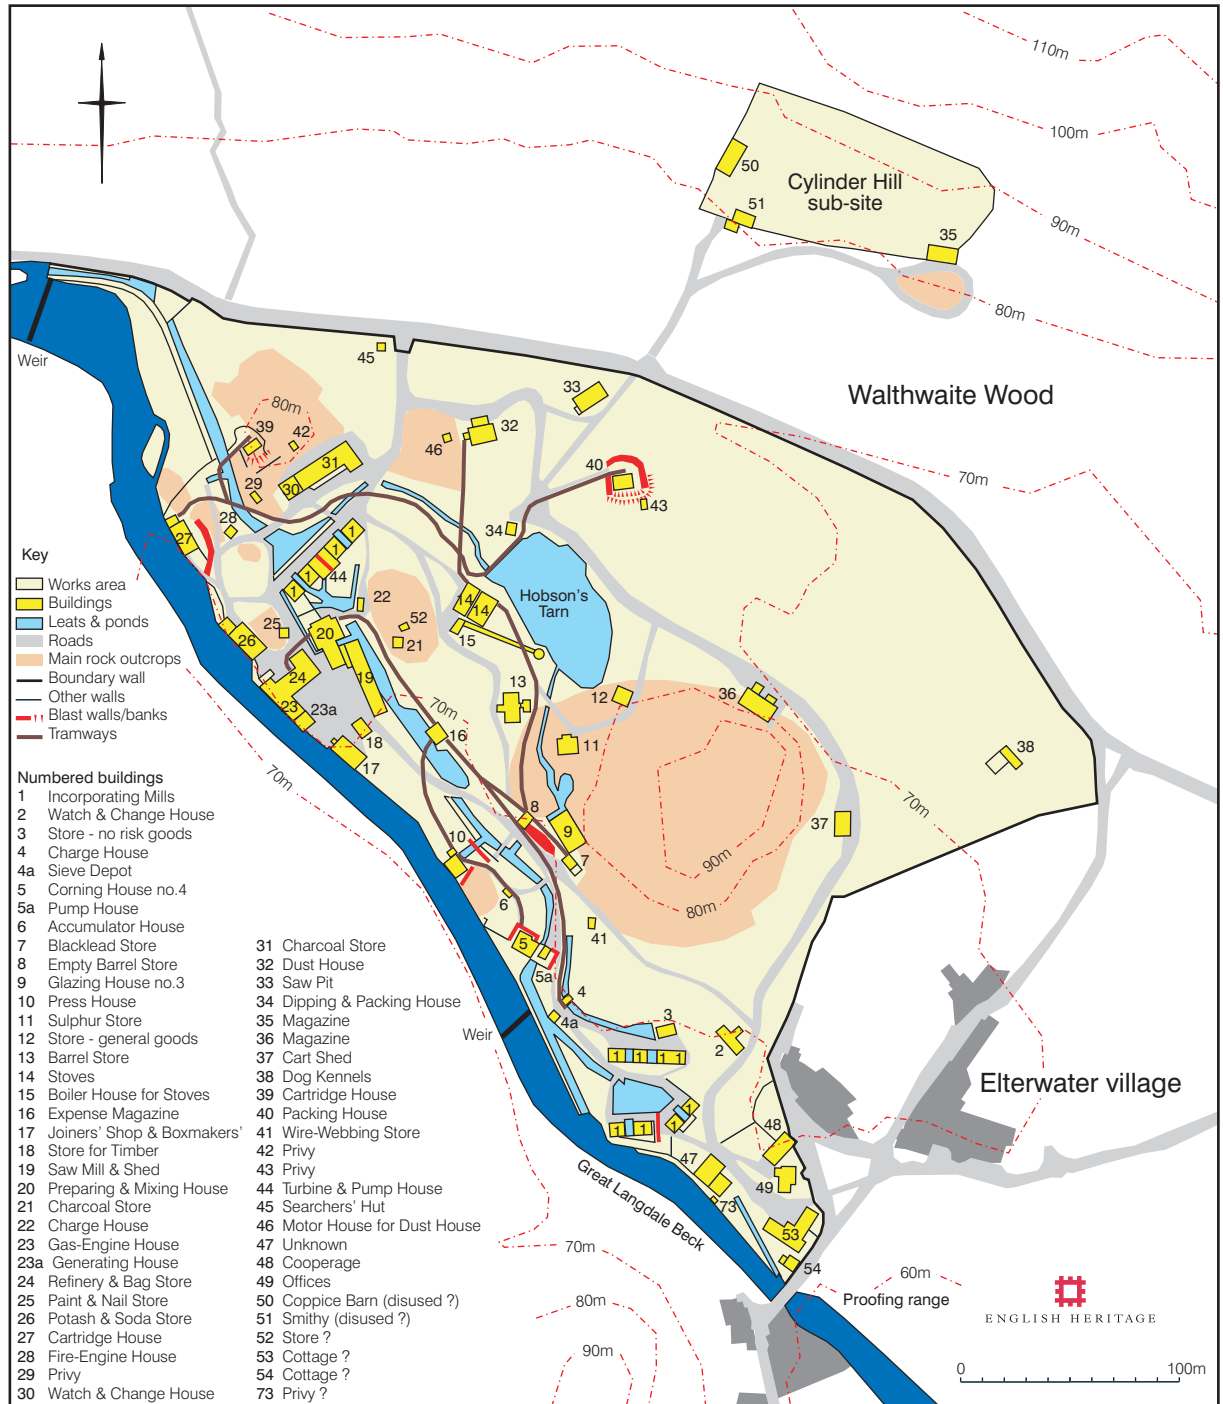 110m
100m
50
Cylinder Hill
sub-site
51
35
90m
80m
Weir
45
33
Walthwaite Wood
80m
39
42
46
32
31
30
29
40
43
70m
28
27
34
1
1
1
1
44
Hobson's
Tarn
22
14
14
15
52
21
25
20
26
24
19
23
23a
18
17
13
12
36
70m
16
11
38
70m
70m
8
9
37
10
7
90m
80m
6
41
5
5a
4
4a
3
Weir
2
1
1
1
1
Elterwater village
1
1
1
1
48
47
49
73
Great Langdale Beck
53
54
70m
60m
Proofing range
80m
90m
ENGLISH HERITAGE
0
100m
Key
Works area
Buildings
Leats & ponds
Roads
Main rock outcrops
Boundary wall
Other walls
Blast walls/banks
Tramways
Numbered buildings
1 Incorporating Mills
2 Watch & Change House
3 Store - no risk goods
4 Charge House
4a Sieve Depot
5 Corning House no.4
5a Pump House
6 Accumulator House
7 Blacklead Store
8 Empty Barrel Store
9 Glazing House no.3
10 Press House
11 Sulphur Store
12 Store - general goods
13 Barrel Store
14 Stoves
15 Boiler House for Stoves
16 Expense Magazine
17 Joiners' Shop & Boxmakers'
18 Store for Timber
19 Saw Mill & Shed
20 Preparing & Mixing House
21 Charcoal Store
22 Charge House
23 Gas-Engine House
23a Generating House
24 Refinery & Bag Store
25 Paint & Nail Store
26 Potash & Soda Store
27 Cartridge House
28 Fire-Engine House
29 Privy
30 Watch & Change House
31 Charcoal Store
32 Dust House
33 Saw Pit
34 Dipping & Packing House
35 Magazine
36 Magazine
37 Cart Shed
38 Dog Kennels
39 Cartridge House
40 Packing House
41 Wire-Webbing Store
42 Privy
43 Privy
44 Turbine & Pump House
45 Searchers' Hut
46 Motor House for Dust House
47 Unknown
48 Cooperage
49 Offices
50 Coppice Barn (disused ?)
51 Smithy (disused ?)
52 Store ?
53 Cottage ?
54 Cottage ?
73 Privy ?